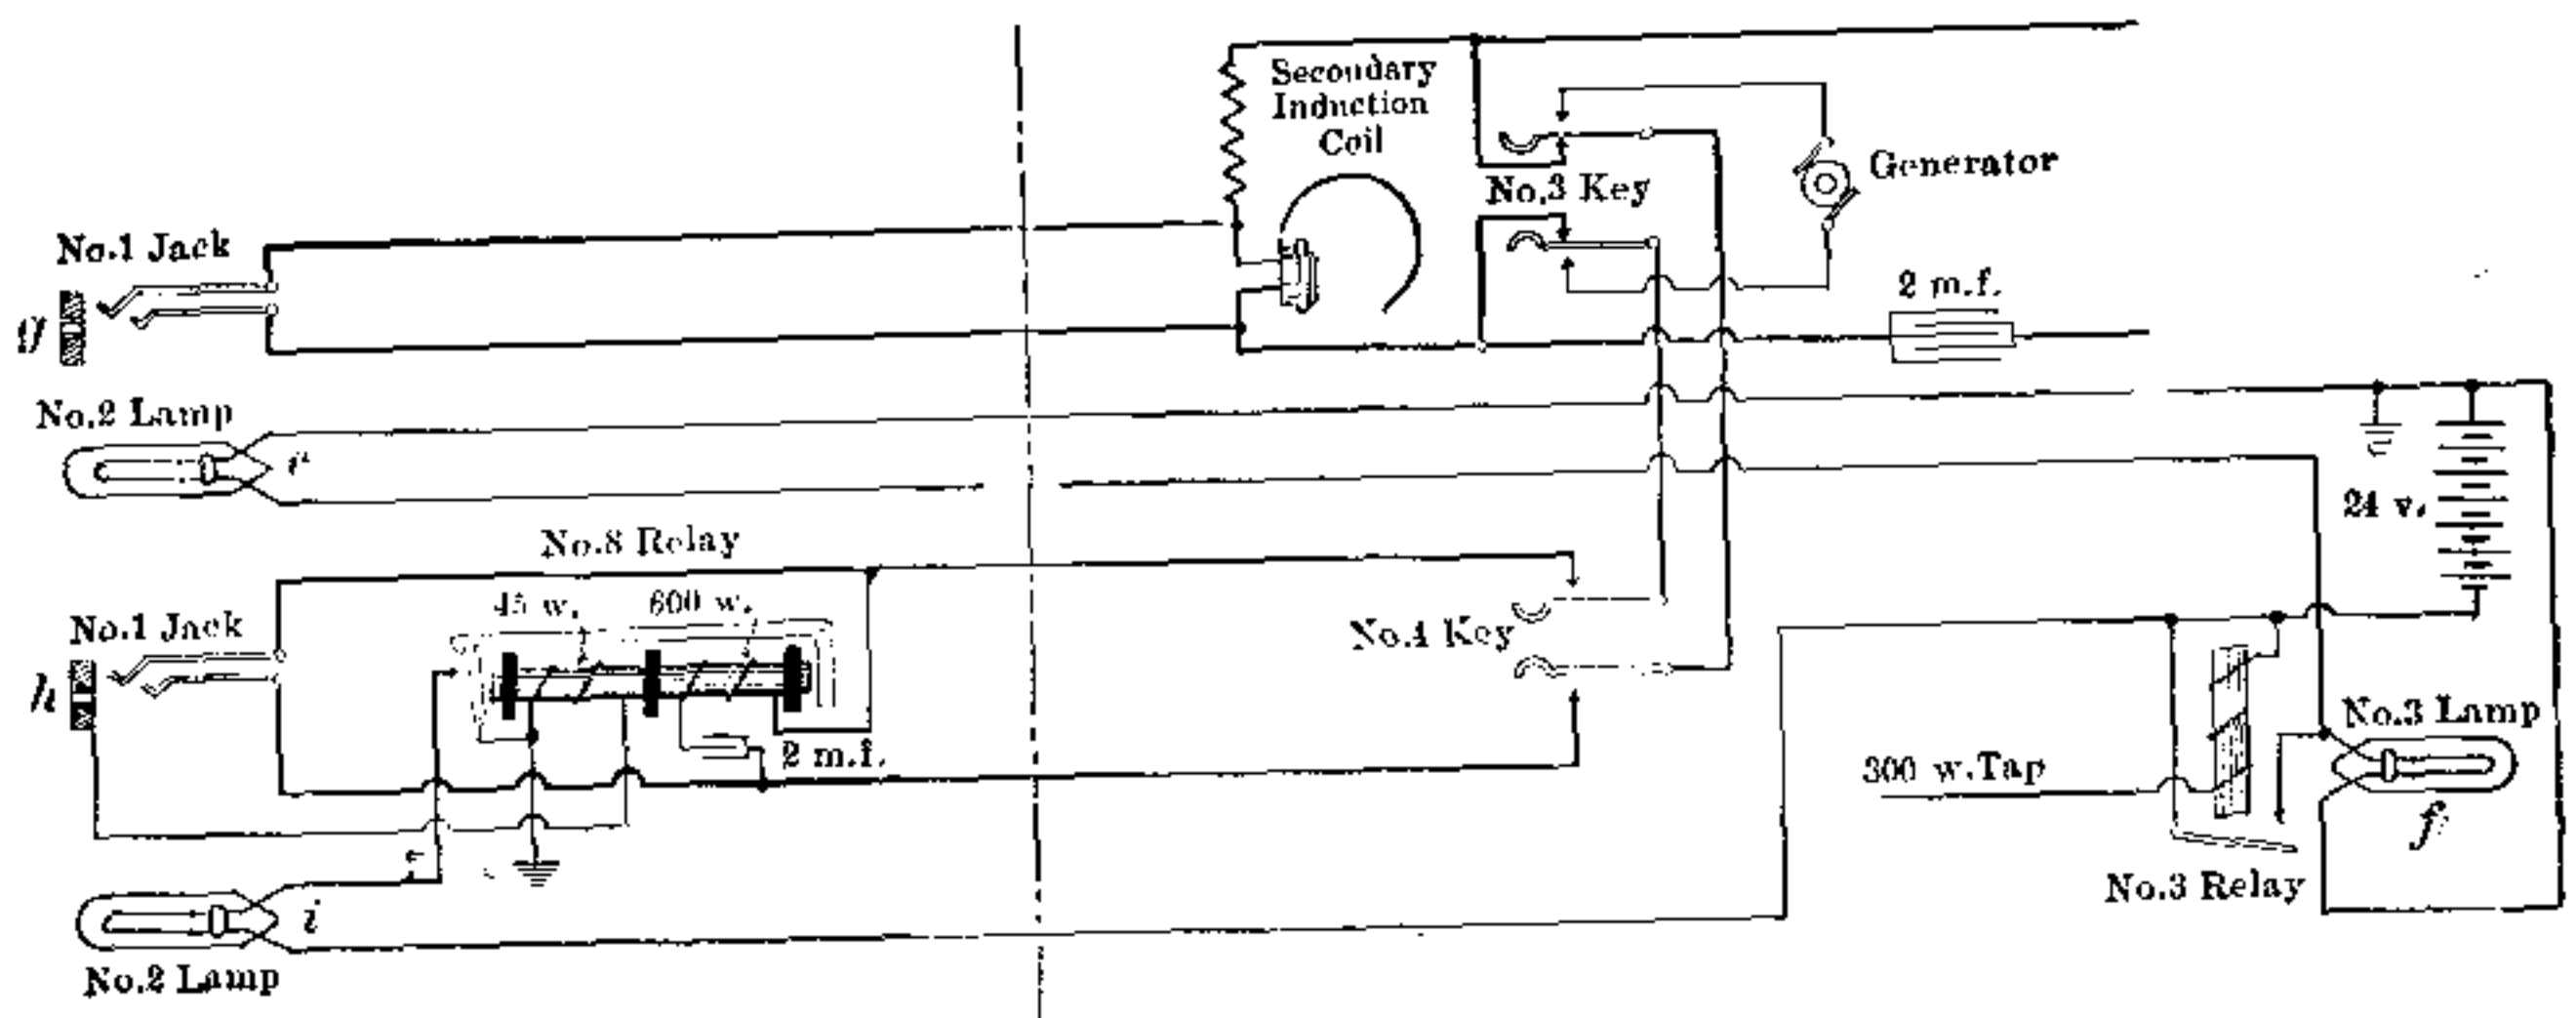 Secondary
Induction
Coil
Generator
No.3 Key
No.1 Jack
g
2 m.f.
No.2 Lamp
24 v.
No.8 Relay
45 w.
600 w.
No.1 Jack
h
No.4 Key
2 m.f.
300 w. Tap
No.3 Lamp
f
No.3 Relay
i
No.2 Lamp